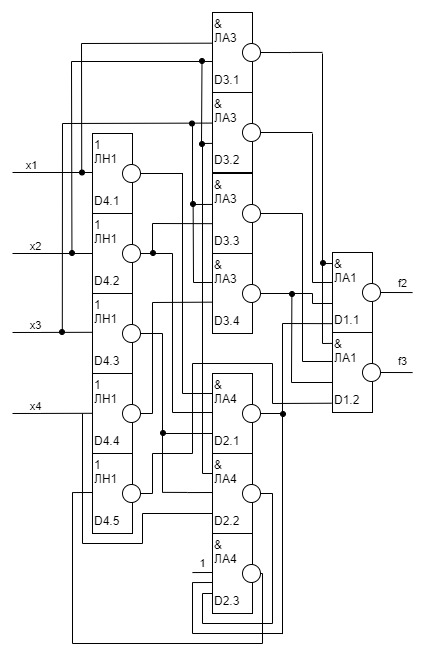 &
ЛА3
D3.1
&
ЛА3
D3.2
1
ЛН1
x1
D4.1
&
ЛА3
D3.3
1
ЛН1
x2
D4.2
&
ЛА3
D3.4
&
ЛА1
f2
D1.1
1
ЛН1
x3
D4.3
&
ЛА1
f3
D1.2
1
ЛН1
x4
D4.4
&
ЛА4
D2.1
1
ЛН1
D4.5
&
ЛА4
D2.2
&
ЛА4
1
D2.3